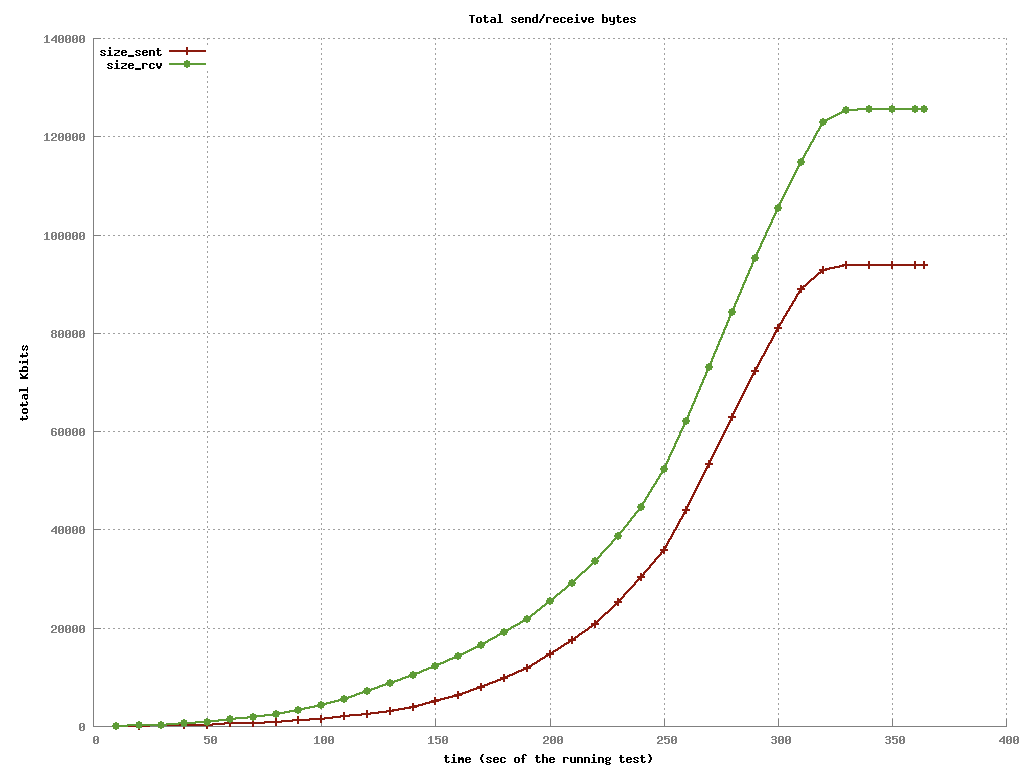 Total send/receive bytes
140000
size_sent
size_rcv
120000
100000
80000
total Kbits
60000
40000
20000
0
0 50 100 150 200 250 300 350 400
time (sec of the running test)